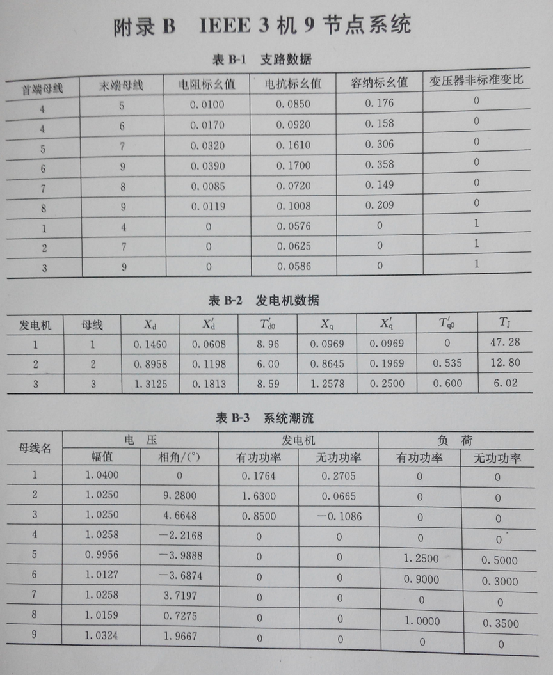 附录B IEEE 3机9节点系统
表 B-1 支路数据
首端母线 末端母线 电阻标幺值 电抗标幺值 容纳标幺值 变压器非标准变比
4 5 0.0100 0.0850 0.176 0
4 6 0.0170 0.0920 0.158 0
5 7 0.0320 0.1610 0.306 0
6 9 0.0390 0.1700 0.358 0
7 8 0.0085 0.0720 0.149 0
8 9 0.0119 0.1008 0.209 0
1 4 0 0.0576 0 1
2 7 0 0.0625 0 1
3 9 0 0.0586 0 1
表 B-2 发电机数据
发电机 母线 Xd X′d T′d0 Xq X′q T′q0 TJ
1 1 0.1460 0.0608 8.96 0.0969 0.0969 0 47.28
2 2 0.8958 0.1198 6.00 0.8645 0.1969 0.535 12.80
3 3 1.3125 0.1813 8.59 1.2578 0.2500 0.600 6.02
表 B-3 系统潮流
母线名 电压 发电机 负荷
幅值 相角/(°) 有功功率 无功功率 有功功率 无功功率
1 1.0400 0 0.1764 0.2705 0 0
2 1.0250 9.2800 1.6300 0.0665 0 0
3 1.0250 4.6648 0.8500 −0.1086 0 0
4 1.0258 −2.2168 0 0 0 0
5 0.9956 −3.9888 0 0 1.2500 0.5000
6 1.0127 −3.6874 0 0 0.9000 0.3000
7 1.0258 3.7197 0 0 0 0
8 1.0159 0.7275 0 0 1.0000 0.3500
9 1.0324 1.9667 0 0 0 0